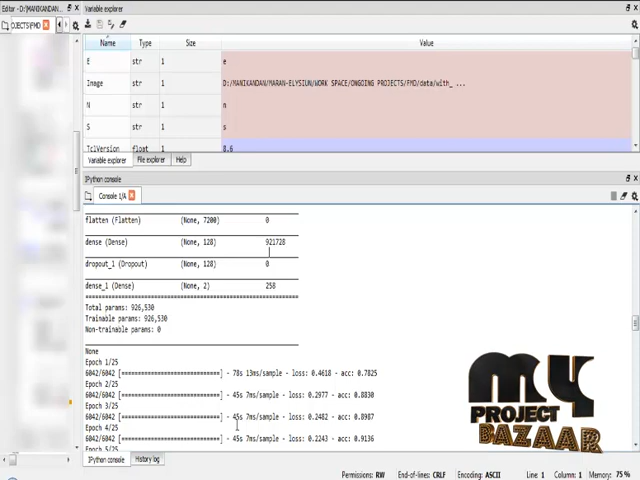 Editor - D:\MANIKANDAN
OJECTS\FMD
Variable explorer
Name Type Size Value
E str 1 e
Image str 1 D:/MANIKANDAN/MARAN-ELYSIUN/WORK SPACE/ONGOING PROJECTS/FMD/data/with_ ...
N str 1 n
S str 1 s
TclVersion float 1 8.6
Variable explorer File explorer Help
IPython console
Console 1/A
flatten (Flatten) (None, 7200) 0
dense (Dense) (None, 128) 921728
dropout_1 (Dropout) (None, 128) 0
dense_1 (Dense) (None, 2) 258
Total params: 926,530
Trainable params: 926,530
Non-trainable params: 0
None
Epoch 1/25
6042/6042 [==============================] - 78s 13ms/sample - loss: 0.4618 - acc: 0.7825
Epoch 2/25
6042/6042 [==============================] - 45s 7ms/sample - loss: 0.2977 - acc: 0.8830
Epoch 3/25
6042/6042 [==============================] - 45s 7ms/sample - loss: 0.2482 - acc: 0.8987
Epoch 4/25
6042/6042 [==============================] - 45s 7ms/sample - loss: 0.2243 - acc: 0.9136
Epoch 5/25
MY
PROJECT
BAZAAR
IPython console History log
Permissions: RW End-of-lines: CRLF Encoding: ASCII Line: 1 Column: 1 Memory: 75 %